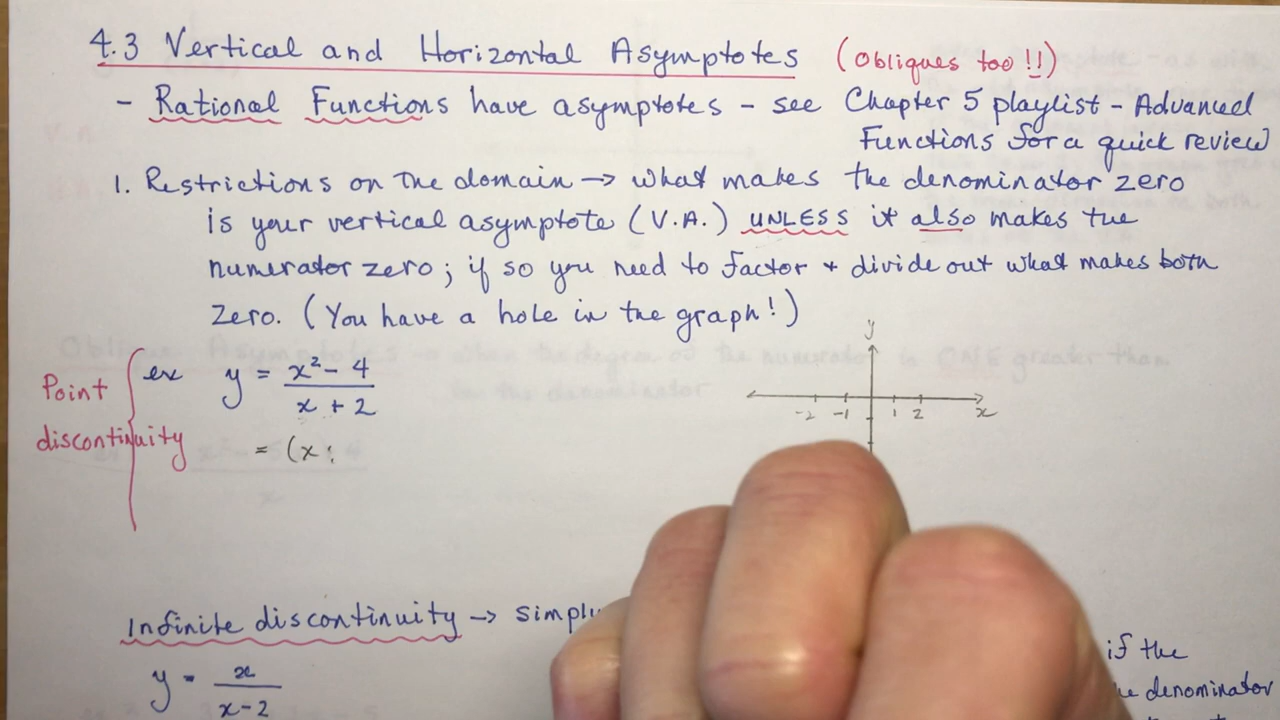 4.3 Vertical and Horizontal Asymptotes (Obliques too!!)
- Rational Functions have asymptotes - see Chapter 5 playlist - Advanced
Functions for a quick review
1. Restrictions on the domain → what makes the denominator zero
is your vertical asymptote (V.A.) UNLESS it also makes the
numerator zero; if so you need to factor + divide out what makes both
zero. (You have a hole in the graph!)
Point
discontinuity
ex y = x² - 4 / x + 2
= (x
y
-2 -1 1 2 x
Infinite discontinuity → simply
if the
denominator
y = x / x-2